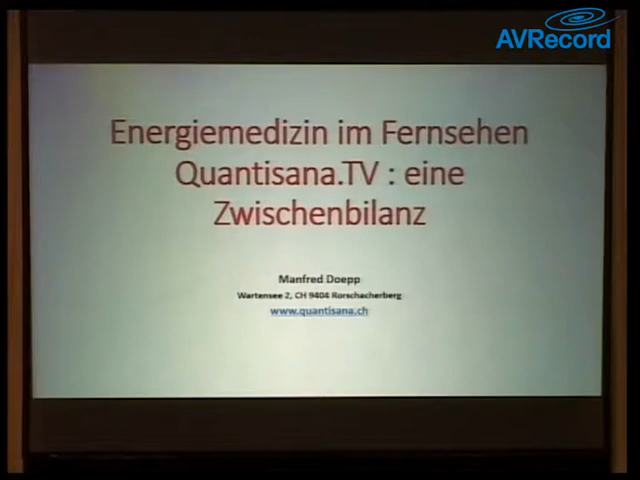 AVRecord
Energiemedizin im Fernsehen
Quantisana.TV : eine
Zwischenbilanz
Manfred Doepp
Wartensee 2, CH 9404 Rorschacherberg
www.quantisana.ch